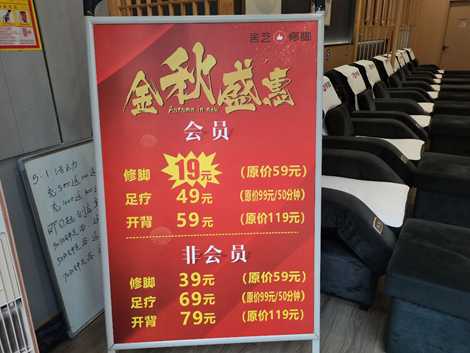 修脚
金秋盛惠
Autumn in new
会员
修脚 19元 (原价59元)
足疗 49元 (原价99元/50分钟)
开背 59元 (原价119元)
非会员
修脚 39元 (原价59元)
足疗 69元 (原价99元/50分钟)
开背 79元 (原价119元)